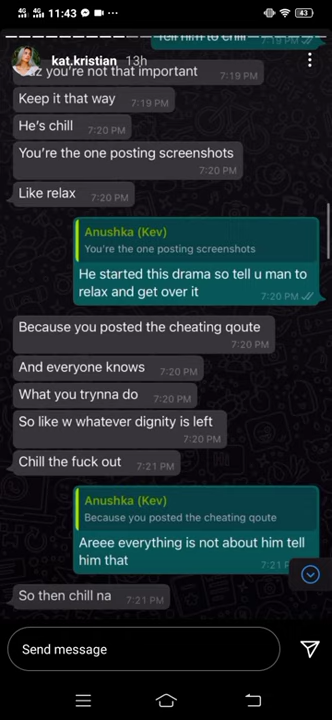 11:43
43
Tell him to chill
7:19 PM
kat.kristian 13h
you're not that important
7:19 PM
Keep it that way
7:19 PM
He's chill
7:20 PM
You're the one posting screenshots
7:20 PM
Like relax
7:20 PM
Anushka (Kev)
You're the one posting screenshots
He started this drama so tell u man to
relax and get over it
7:20 PM
Because you posted the cheating qoute
7:20 PM
And everyone knows
7:20 PM
What you trynna do
7:20 PM
So like w whatever dignity is left
7:20 PM
Chill the fuck out
7:21 PM
Anushka (Kev)
Because you posted the cheating qoute
Areee everything is not about him tell
him that
7:21 P
So then chill na
7:21 PM
Send message